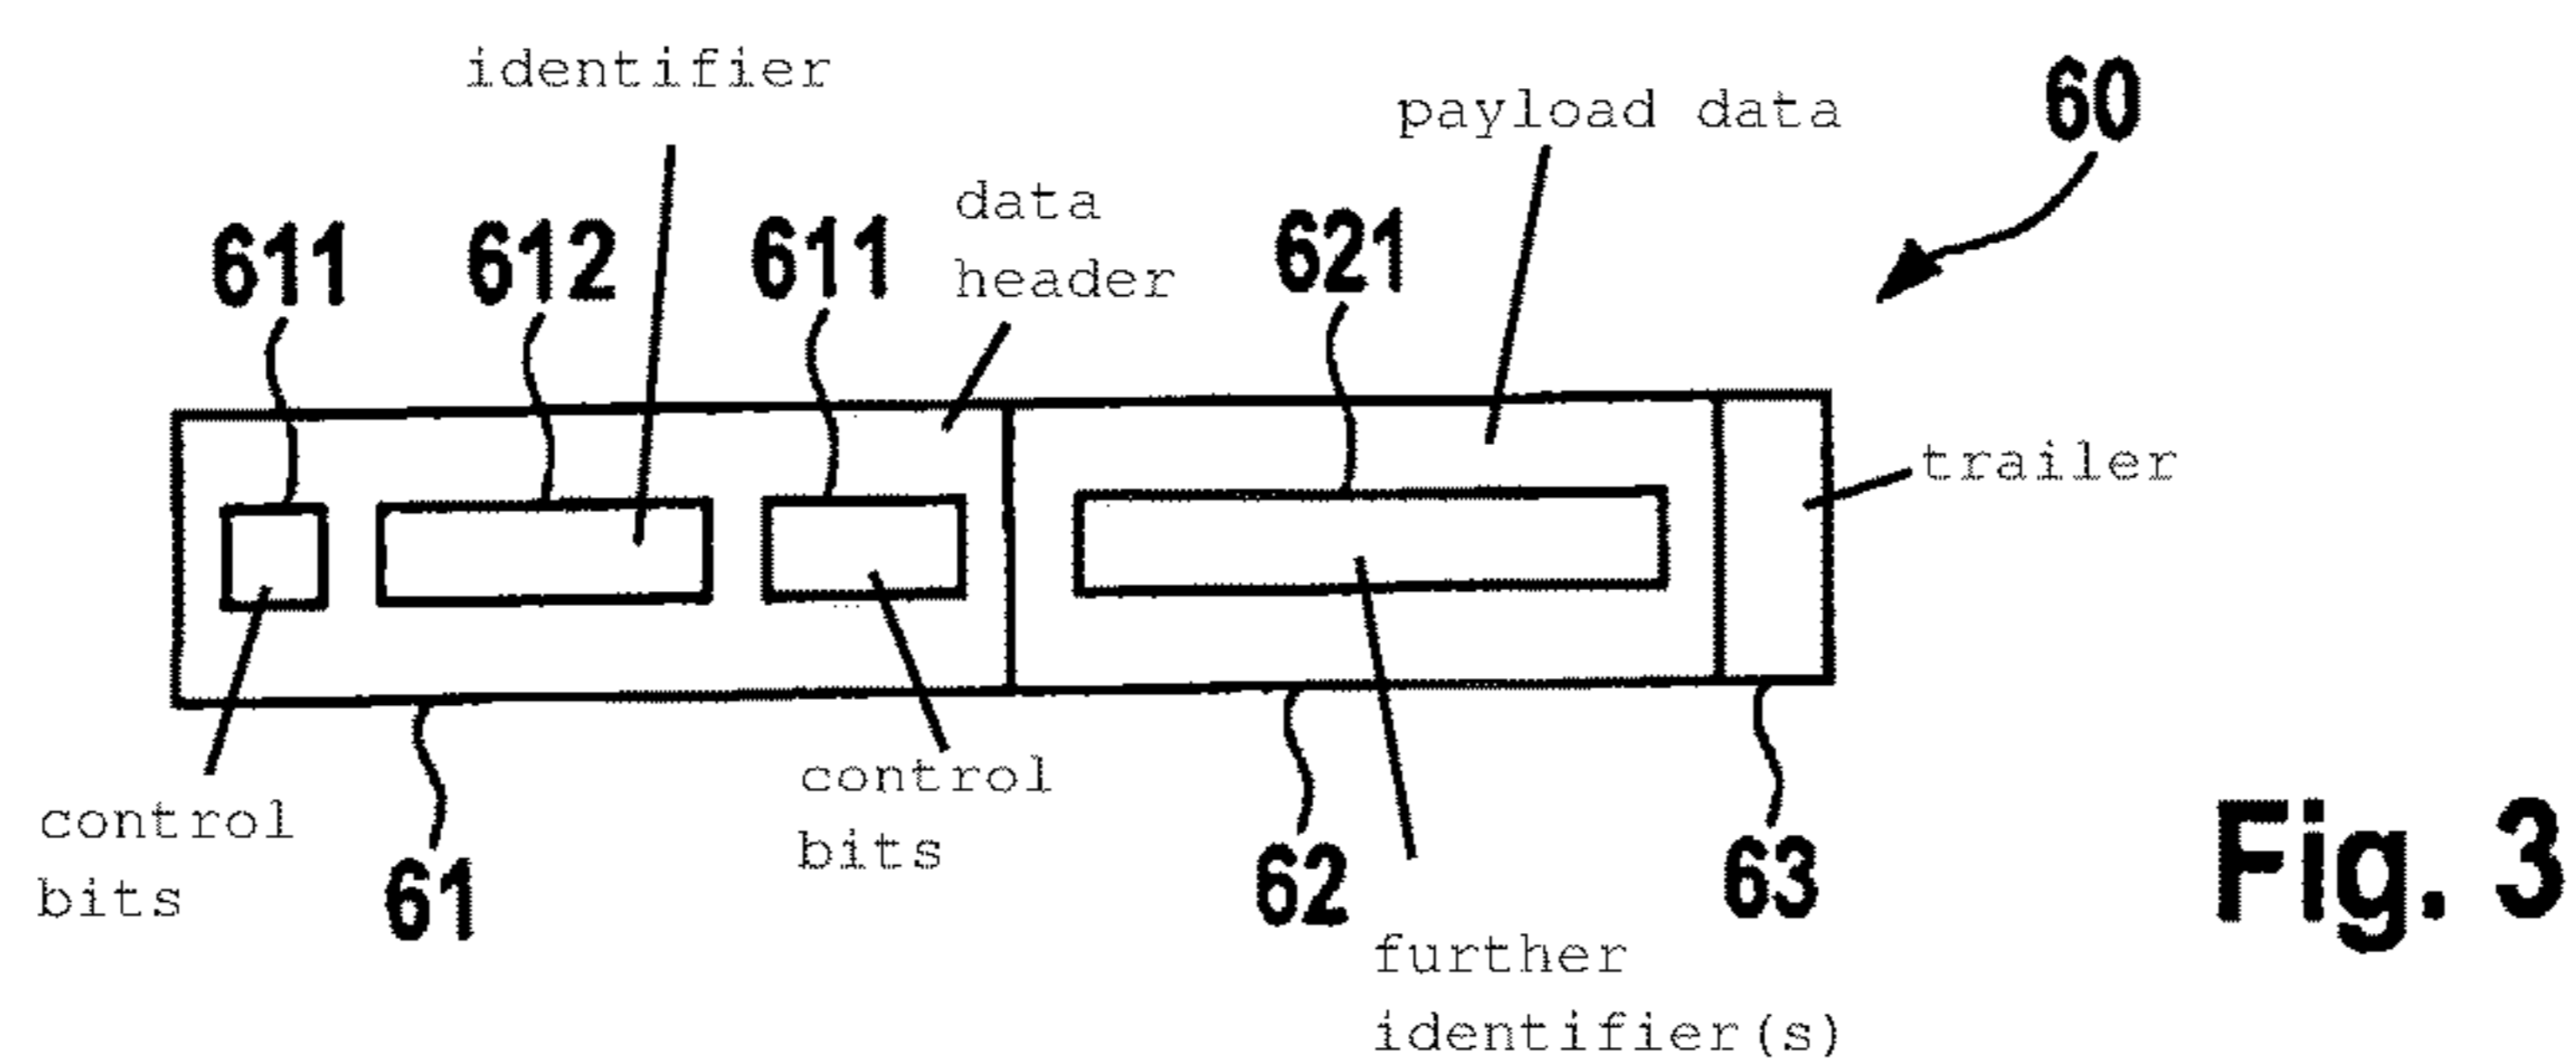 identifier
payload data
60
data
header
611
612
611
621
trailer
control
bits
control
bits
61
62
63
further
identifier(s)
Fig. 3